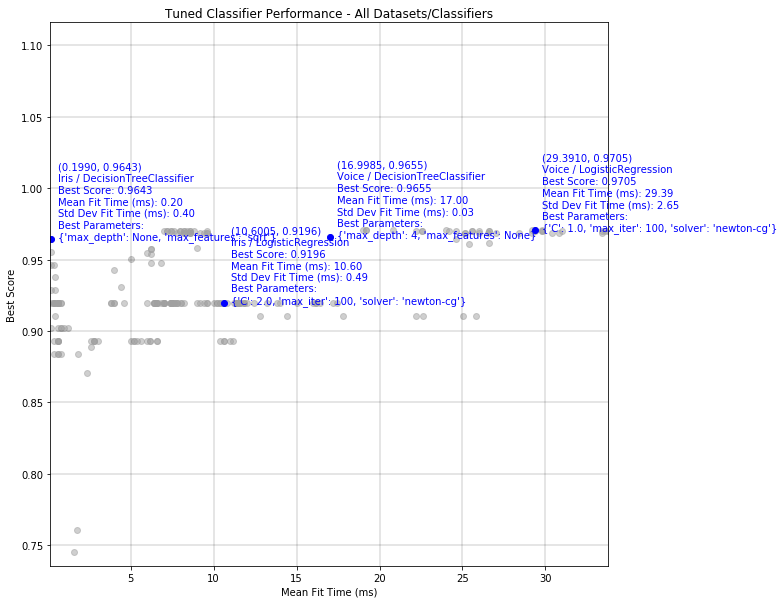 Tuned Classifier Performance - All Datasets/Classifiers
1.10
1.05
1.00
0.95
0.90
0.85
0.80
0.75
Best Score
(0.1990, 0.9643)
Iris / DecisionTreeClassifier
Best Score: 0.9643
Mean Fit Time (ms): 0.20
Std Dev Fit Time (ms): 0.40
Best Parameters:
{'max_depth': None, 'max_features': 'sqrt'}
(10.6005, 0.9196)
Iris / LogisticRegression
Best Score: 0.9196
Mean Fit Time (ms): 10.60
Std Dev Fit Time (ms): 0.49
Best Parameters:
{'C': 2.0, 'max_iter': 100, 'solver': 'newton-cg'}
(16.9985, 0.9655)
Voice / DecisionTreeClassifier
Best Score: 0.9655
Mean Fit Time (ms): 17.00
Std Dev Fit Time (ms): 0.03
Best Parameters:
{'max_depth': 4, 'max_features': None}
(29.3910, 0.9705)
Voice / LogisticRegression
Best Score: 0.9705
Mean Fit Time (ms): 29.39
Std Dev Fit Time (ms): 2.65
Best Parameters:
{'C': 1.0, 'max_iter': 100, 'solver': 'newton-cg'}
5
10
15
20
25
30
Mean Fit Time (ms)